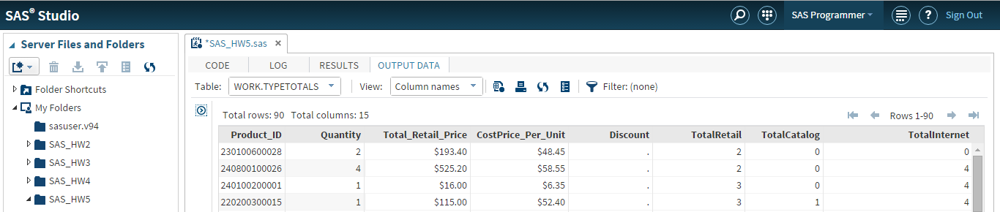 SAS® Studio
SAS Programmer
Sign Out
Server Files and Folders
Folder Shortcuts
My Folders
sasuser.v94
SAS_HW2
SAS_HW3
SAS_HW4
SAS_HW5
*SAS_HW5.sas
CODE LOG RESULTS OUTPUT DATA
Table: WORK.TYPETOTALS View: Column names Filter: (none)
Total rows: 90 Total columns: 15 Rows 1-90
Product_ID Quantity Total_Retail_Price CostPrice_Per_Unit Discount TotalRetail TotalCatalog TotalInternet
230100600028 2 $193.40 $48.45 . 2 0 0
240800100026 4 $525.20 $58.55 . 2 0 4
240100200001 1 $16.00 $6.35 . 3 0 4
220200300015 1 $115.00 $52.40 . 3 1 4